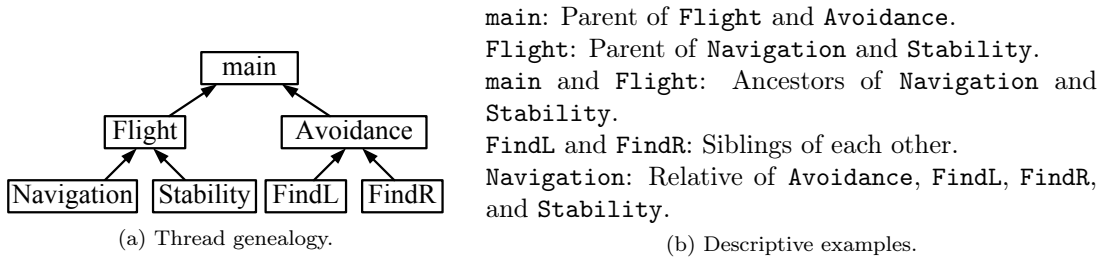 main
Flight
Avoidance
Navigation
Stability
FindL
FindR
(a) Thread genealogy.
main: Parent of Flight and Avoidance.
Flight: Parent of Navigation and Stability.
main and Flight: Ancestors of Navigation and
Stability.
FindL and FindR: Siblings of each other.
Navigation: Relative of Avoidance, FindL, FindR,
and Stability.
(b) Descriptive examples.